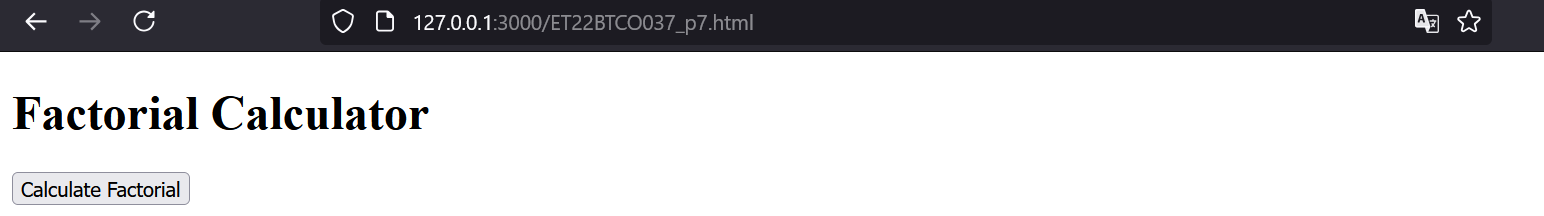 127.0.0.1:3000/ET22BTCO037_p7.html
Factorial Calculator
Calculate Factorial